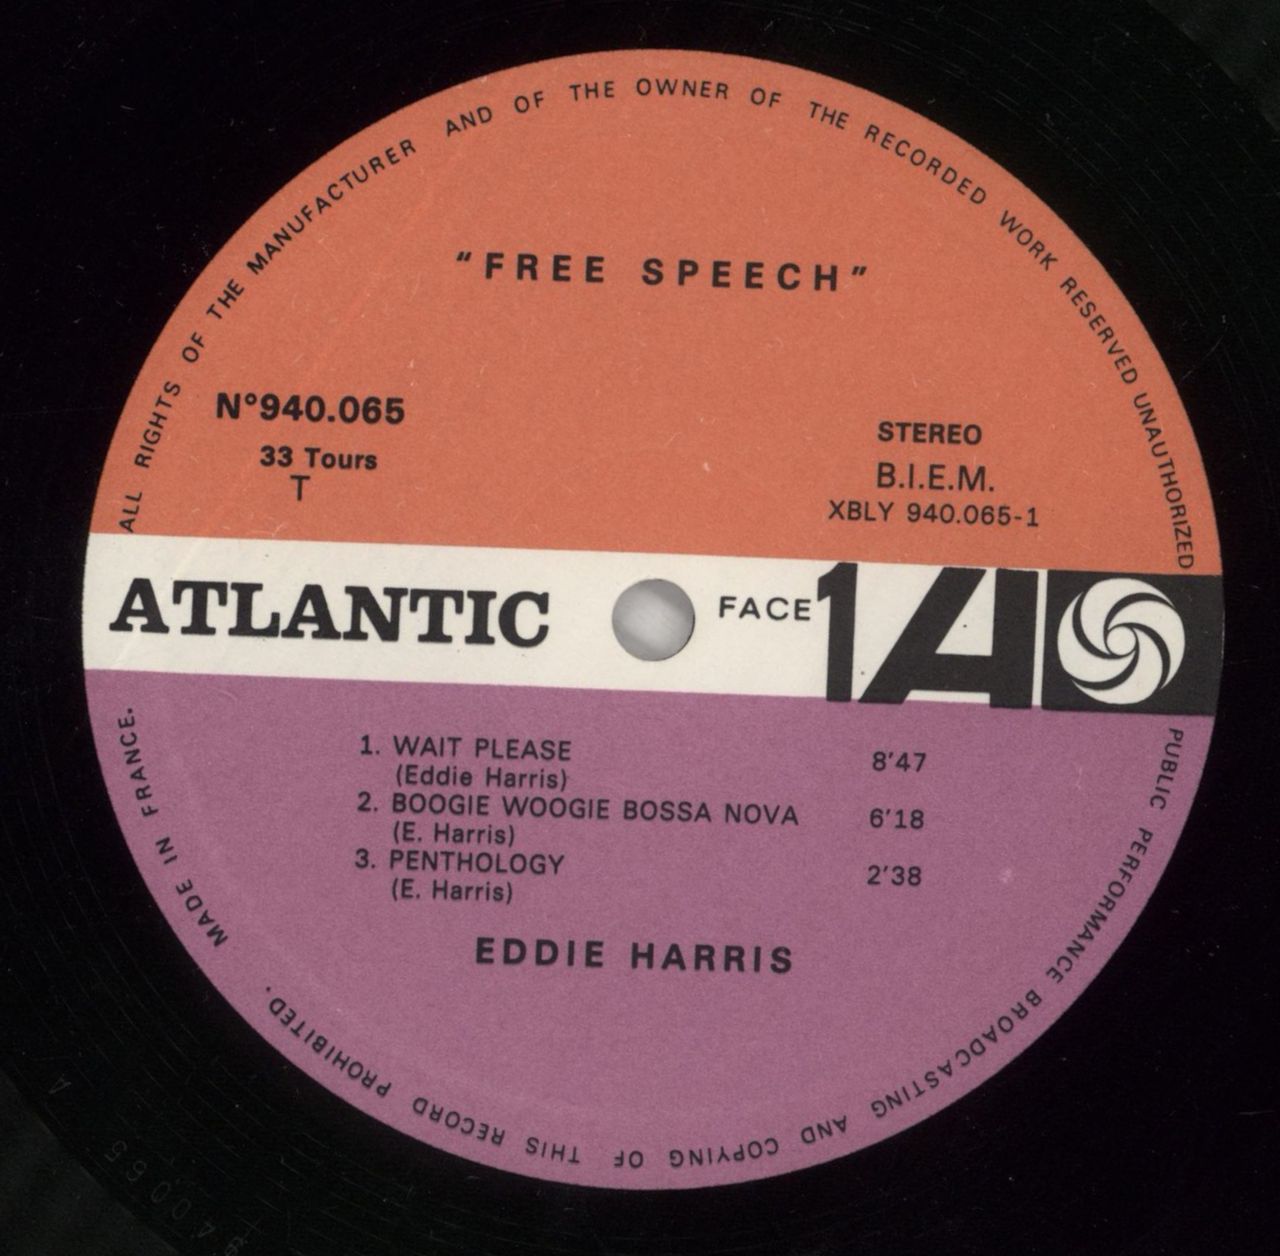 ALL RIGHTS OF THE MANUFACTURER AND OF THE OWNER OF THE RECORDED WORK RESERVED UNAUTHORIZED
PUBLIC PERFORMANCE BROADCASTING AND COPYING OF THIS RECORD PROHIBITED.
MADE IN FRANCE.
"FREE SPEECH"
N°940.065
33 Tours
T
STEREO
B.I.E.M.
XBLY 940.065-1
ATLANTIC
FACE 1
A
1. WAIT PLEASE 8'47
(Eddie Harris)
2. BOOGIE WOOGIE BOSSA NOVA 6'18
(E. Harris)
3. PENTHOLOGY 2'38
(E. Harris)
EDDIE HARRIS